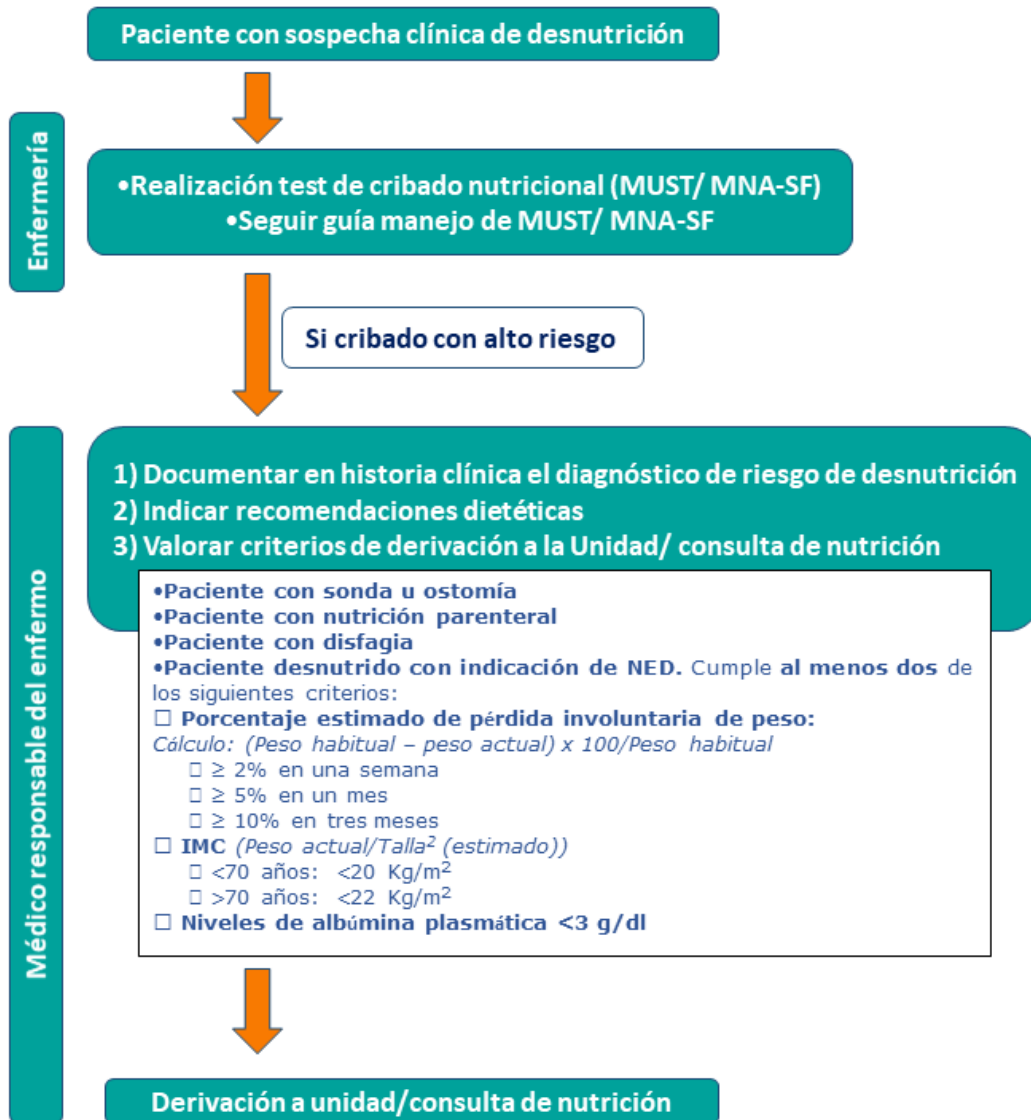 Paciente con sospecha clínica de desnutrición
Enfermería
•Realización test de cribado nutricional (MUST/ MNA-SF)
•Seguir guía manejo de MUST/ MNA-SF
Si cribado con alto riesgo
Médico responsable del enfermo
1) Documentar en historia clínica el diagnóstico de riesgo de desnutrición
2) Indicar recomendaciones dietéticas
3) Valorar criterios de derivación a la Unidad/ consulta de nutrición
•Paciente con sonda u ostomía
•Paciente con nutrición parenteral
•Paciente con disfagia
•Paciente desnutrido con indicación de NED. Cumple al menos dos de
los siguientes criterios:
☐ Porcentaje estimado de pérdida involuntaria de peso:
Cálculo: (Peso habitual – peso actual) x 100/Peso habitual
☐ ≥ 2% en una semana
☐ ≥ 5% en un mes
☐ ≥ 10% en tres meses
☐ IMC (Peso actual/Talla² (estimado))
☐ <70 años: <20 Kg/m²
☐ >70 años: <22 Kg/m²
☐ Niveles de albúmina plasmática <3 g/dl
Derivación a unidad/consulta de nutrición